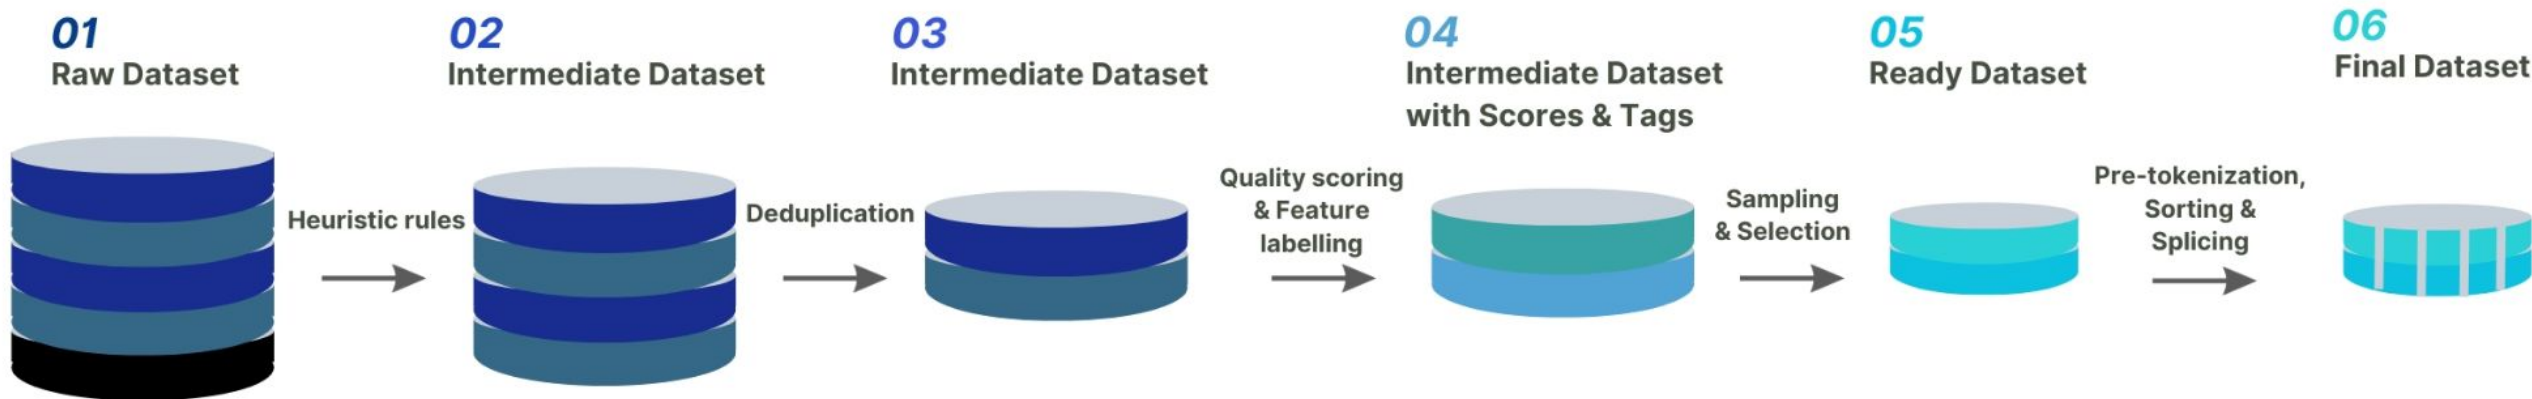 01
Raw Dataset
Heuristic rules
02
Intermediate Dataset
Deduplication
03
Intermediate Dataset
Quality scoring
& Feature
labelling
04
Intermediate Dataset
with Scores & Tags
Sampling
& Selection
05
Ready Dataset
Pre-tokenization,
Sorting &
Splicing
06
Final Dataset